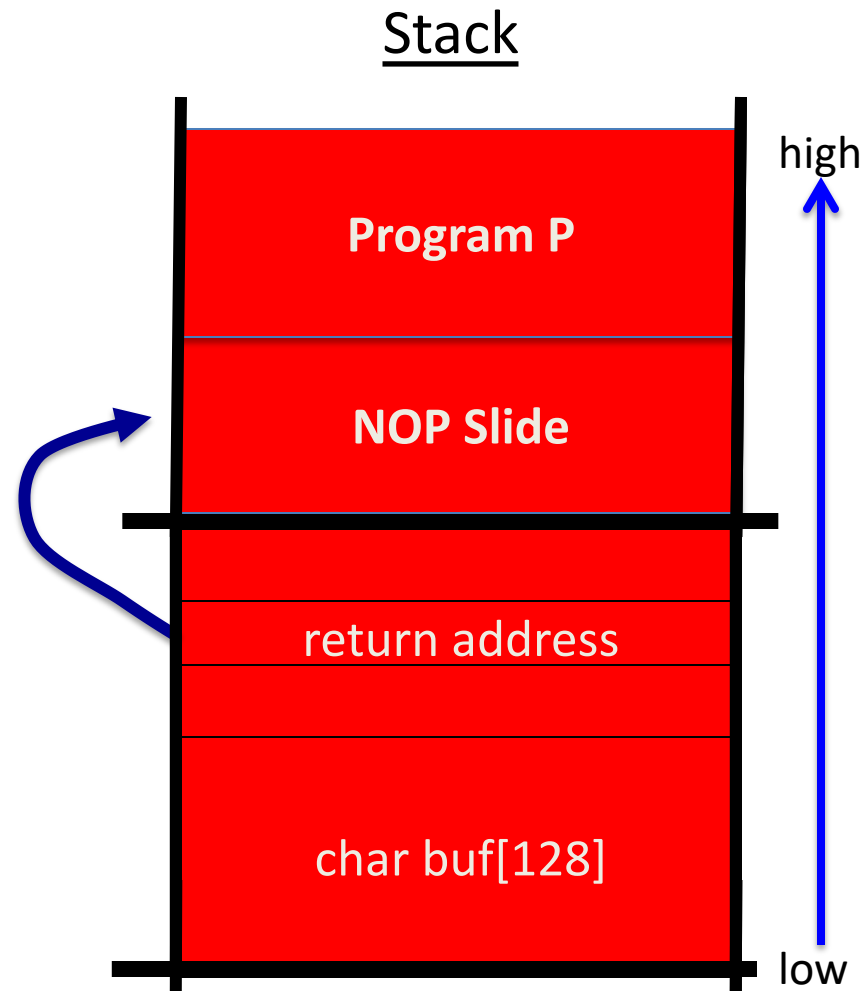 Stack
high
Program P
NOP Slide
return address
char buf[128]
low